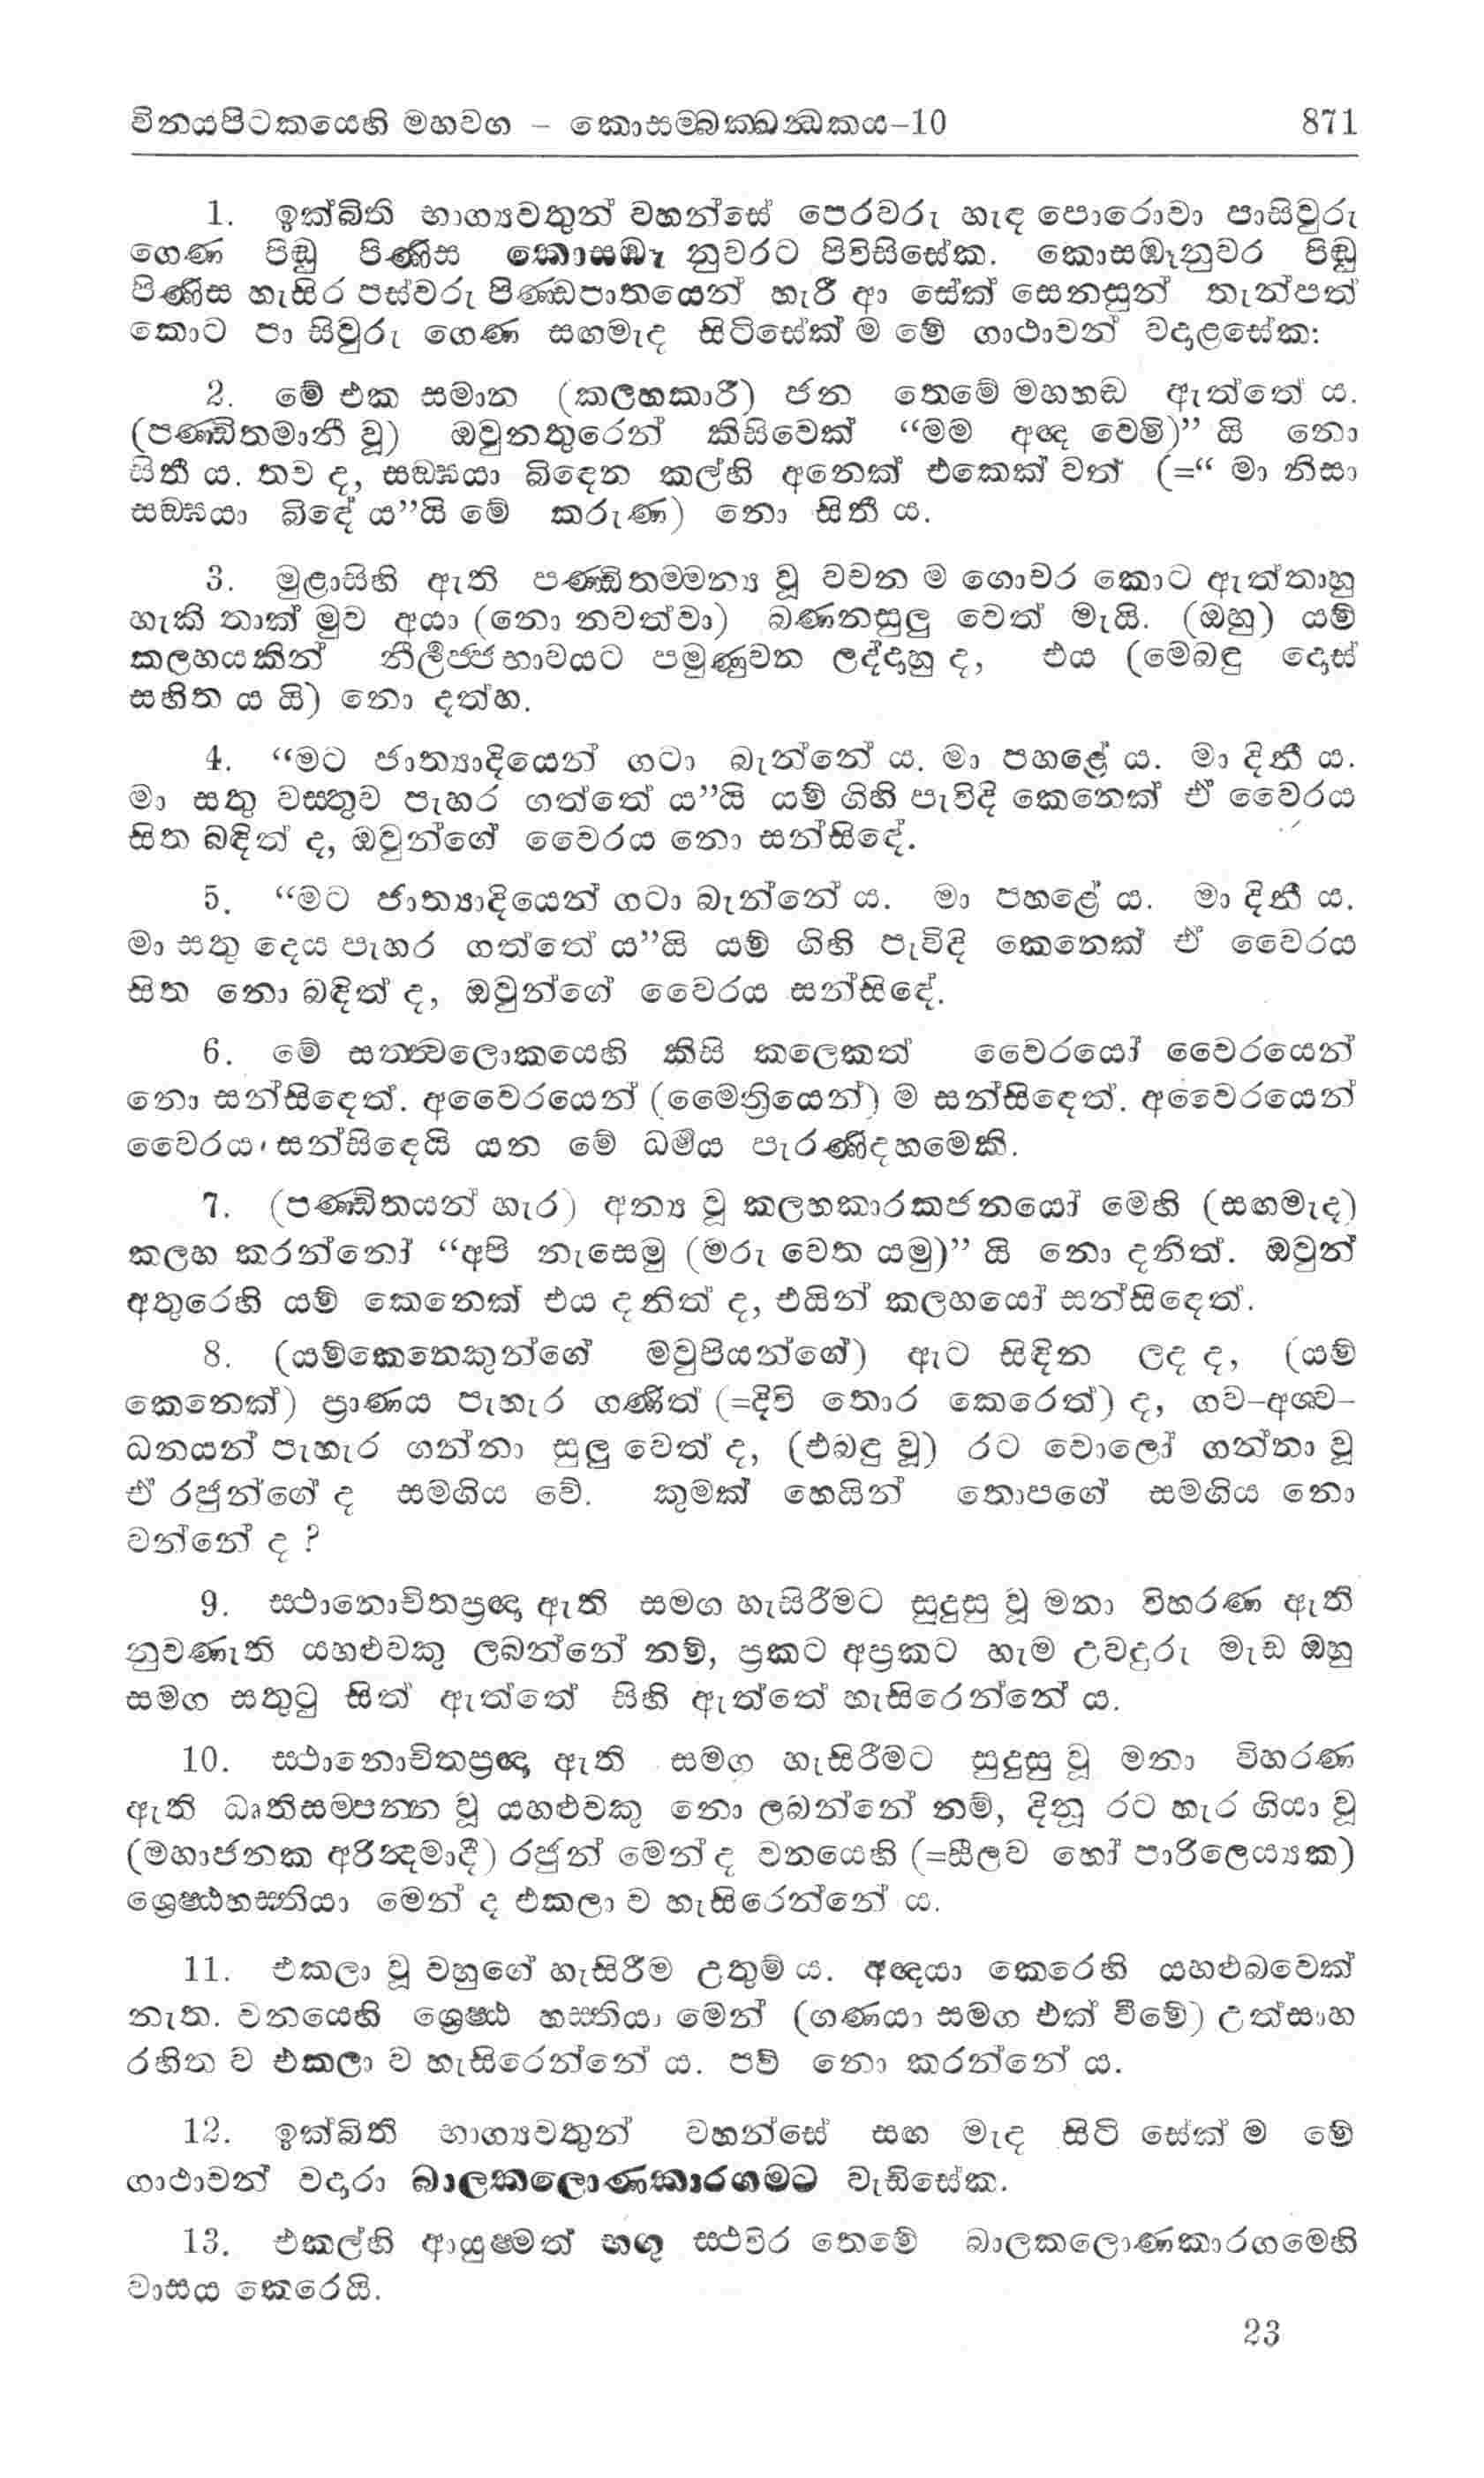 විනයපිටකයෙහි මහවග – කොසම්බක්ඛන්ධකය–10 871
1. ඉක්බිති භාග්‍යවතුන් වහන්සේ පෙරවරු හැඳ පොරොවා පාසිවුරු
ගෙණ පිඬු පිණිස කොසඹෑ නුවරට පිවිසිසේක. කොසඹෑනුවර පිඬු
පිණිස හැසිර පස්වරු පිණ්ඩපාතයෙන් හැරී ආ සේක් සෙනසුන් තැන්පත්
කොට පා සිවුරු ගෙණ සඟමැද සිටිසේක් ම මේ ගාථාවන් වදාළසේක:
2. මේ එක සමාන (කලහකාරී) ජන තෙමේ මහහඬ ඇත්තේ ය.
(පණ්ඩිතමානී වූ) ඔවුනතුරෙන් කිසිවෙක් “මම අඥ වෙමි)” යි නො
සිතී ය. තව ද, සඞ්ඝයා බිඳෙන කල්හි අනෙක් එකෙක් වත් (=“ මා නිසා
සඞ්ඝයා බිඳේ ය”යි මේ කරුණ) නො සිතී ය.
3. මුළාසිහි ඇති පණ්ඩිතම්මන්‍ය වූ වචන ම ගොචර කොට ඇත්තාහු
හැකි තාක් මුව අයා (නො නවත්වා) බණනසුලු වෙත් මැයි. (ඔහු) යම්
කලහයකින් නිර්ලජ්ජභාවයට පමුණුවන ලද්දාහු ද, එය (මෙබඳු දොස්
සහිත ය යි) නො දත්හ.
4. “මට ජාත්‍යාදියෙන් ගටා බැන්නේ ය. මා පහළේ ය. මා දිනී ය.
මා සතු වස්තුව පැහර ගත්තේ ය”යි යම් ගිහි පැවිදි කෙනෙක් ඒ වෛරය
සිත බඳිත් ද, ඔවුන්ගේ වෛරය නො සන්සිඳේ.
5. “මට ජාත්‍යාදියෙන් ගටා බැන්නේ ය. මා පහළේ ය. මා දිනී ය.
මා සතු දෙය පැහර ගත්තේ ය”යි යම් ගිහි පැවිදි කෙනෙක් ඒ වෛරය
සිත නො බඳිත් ද, ඔවුන්ගේ වෛරය සන්සිඳේ.
6. මේ සත්ත්වලොකයෙහි කිසි කලෙකත් වෛරයෝ වෛරයෙන්
නො සන්සිඳෙත්. අවෛරයෙන් (මෛත්‍රියෙන්) ම සන්සිඳෙත්. අවෛරයෙන්
වෛරය සන්සිඳෙයි යන මේ ධර්මය පැරණිදහමෙකි.
7. (පණ්ඩිතයන් හැර) අන්‍ය වූ කලහකාරකජනයෝ මෙහි (සඟමැද)
කලහ කරන්නෝ “අපි නැසෙමු (මරු වෙත යමු)” යි නො දනිත්. ඔවුන්
අතුරෙහි යම් කෙනෙක් එය දනිත් ද, එයින් කලහයෝ සන්සිඳෙත්.
8. (යම්කෙනෙකුන්ගේ මවුපියන්ගේ) ඇට සිඳින ලද ද, (යම්
කෙනෙක්) ප්‍රාණය පැහැර ගණිත් (=දිවි තොර කෙරෙත්) ද, ගව–අශ්ව–
ධනයන් පැහැර ගන්නා සුලු වෙත් ද, (එබඳු වූ) රට වොලෝ ගන්නා වූ
ඒ රජුන්ගේ ද සමගිය වේ. කුමක් හෙයින් තොපගේ සමගිය නො
වන්නේ ද ?
9. ස්ථානොචිතප්‍රඥා ඇති සමග හැසිරීමට සුදුසු වූ මනා විහරණ ඇති
නුවණැති යහළුවකු ලබන්නේ නම්, ප්‍රකට අප්‍රකට හැම උවදුරු මැඩ ඔහු
සමග සතුටු සිත් ඇත්තේ සිහි ඇත්තේ හැසිරෙන්නේ ය.
10. ස්ථානොචිතප්‍රඥා ඇති සමග හැසිරීමට සුදුසු වූ මනා විහරණ
ඇති ධෘතිසම්පන්න වූ යහළුවකු නො ලබන්නේ නම්, දිනූ රට හැර ගියා වූ
(මහාජනක අරින්දමාදී) රජුන් මෙන් ද වනයෙහි (=සීලව හෝ පාරිලෙය්‍යක)
ශ්‍රෙෂ්ඨහස්තියා මෙන් ද එකලා ව හැසිරෙන්නේ ය.
11. එකලා වූ වහුගේ හැසිරීම උතුම් ය. අඥයා කෙරෙහි යහළුබවෙක්
නැත. වනයෙහි ශ්‍රෙෂ්ඨ හස්තියා මෙන් (ගණයා සමග එක් වීමේ) උත්සාහ
රහිත ව එකලා ව හැසිරෙන්නේ ය. පව් නො කරන්නේ ය.
12. ඉක්බිති භාග්‍යවතුන් වහන්සේ සඟ මැද සිටි සේක් ම මේ
ගාථාවන් වදාරා බාලකලොණකාරගමට වැඩිසේක.
13. එකල්හි ආයුෂ්මත් භගු ස්ථවිර තෙමේ බාලකලොණකාරගමෙහි
වාසය කෙරෙයි.
23